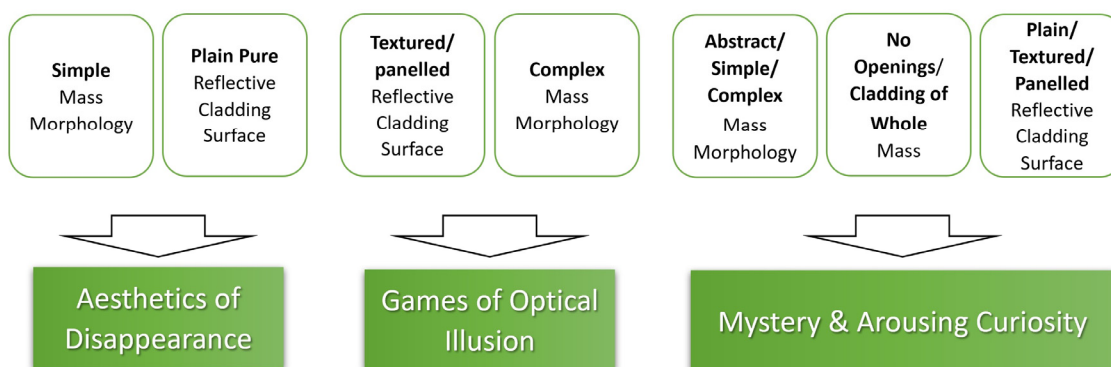 Simple
Mass
Morphology
Plain Pure
Reflective
Cladding
Surface
Textured/
panelled
Reflective
Cladding
Surface
Complex
Mass
Morphology
Abstract/
Simple/
Complex
Mass
Morphology
No
Openings/
Cladding of
Whole
Mass
Plain/
Textured/
Panelled
Reflective
Cladding
Surface
Aesthetics of
Disappearance
Games of Optical
Illusion
Mystery & Arousing Curiosity